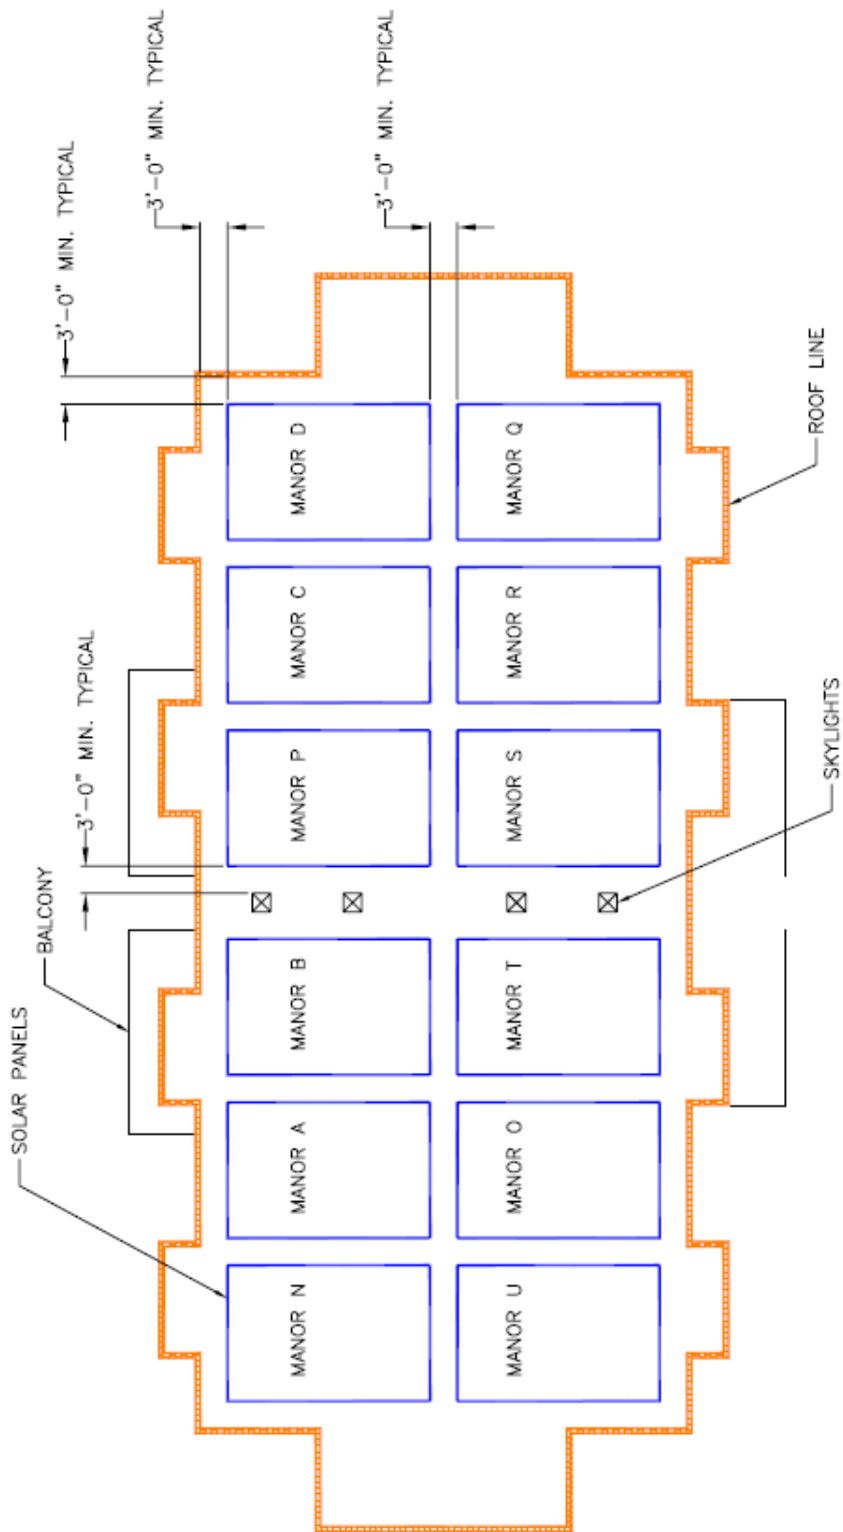 3'-0" MIN. TYPICAL
3'-0" MIN. TYPICAL
3'-0" MIN. TYPICAL
3'-0" MIN. TYPICAL
BALCONY
SOLAR PANELS
MANOR N
MANOR A
MANOR B
MANOR P
MANOR C
MANOR D
MANOR U
MANOR O
MANOR T
MANOR S
MANOR R
MANOR Q
SKYLIGHTS
ROOF LINE